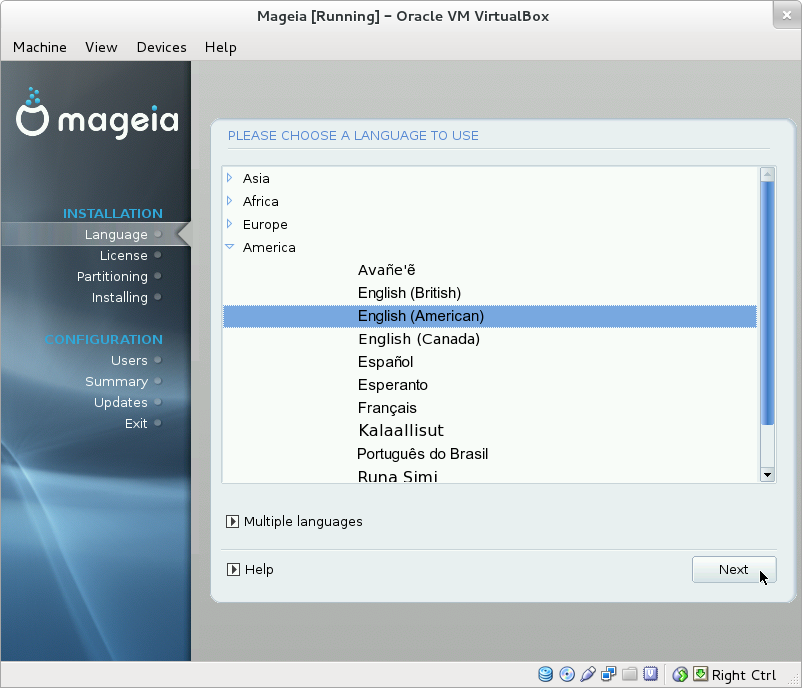 Mageia [Running] – Oracle VM VirtualBox
Machine View Devices Help
mageia
INSTALLATION
Language
License
Partitioning
Installing
CONFIGURATION
Users
Summary
Updates
Exit
PLEASE CHOOSE A LANGUAGE TO USE
Asia
Africa
Europe
America
Avañe'ẽ
English (British)
English (American)
English (Canada)
Español
Esperanto
Français
Kalaallisut
Português do Brasil
Runa Simi
Multiple languages
Help
Next
Right Ctrl